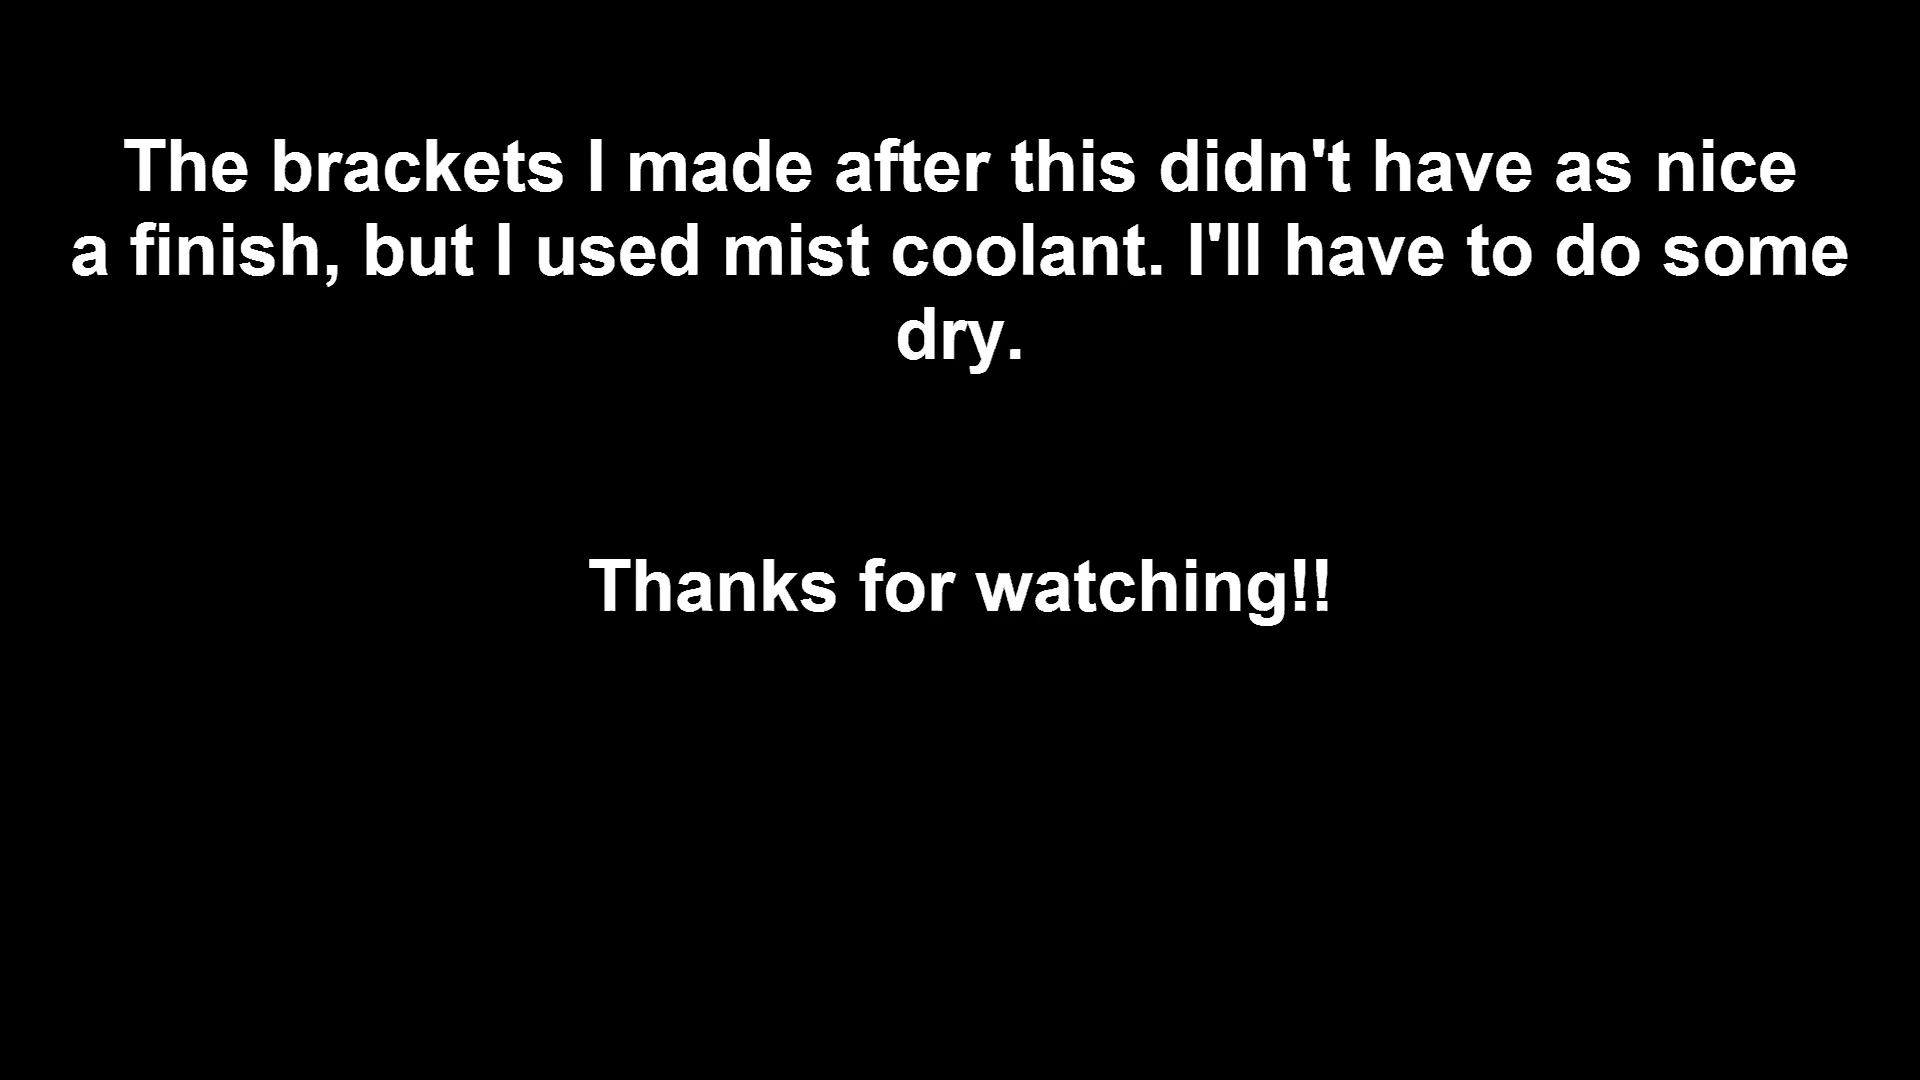 The brackets I made after this didn't have as nice
a finish, but I used mist coolant. I'll have to do some
dry.
Thanks for watching!!